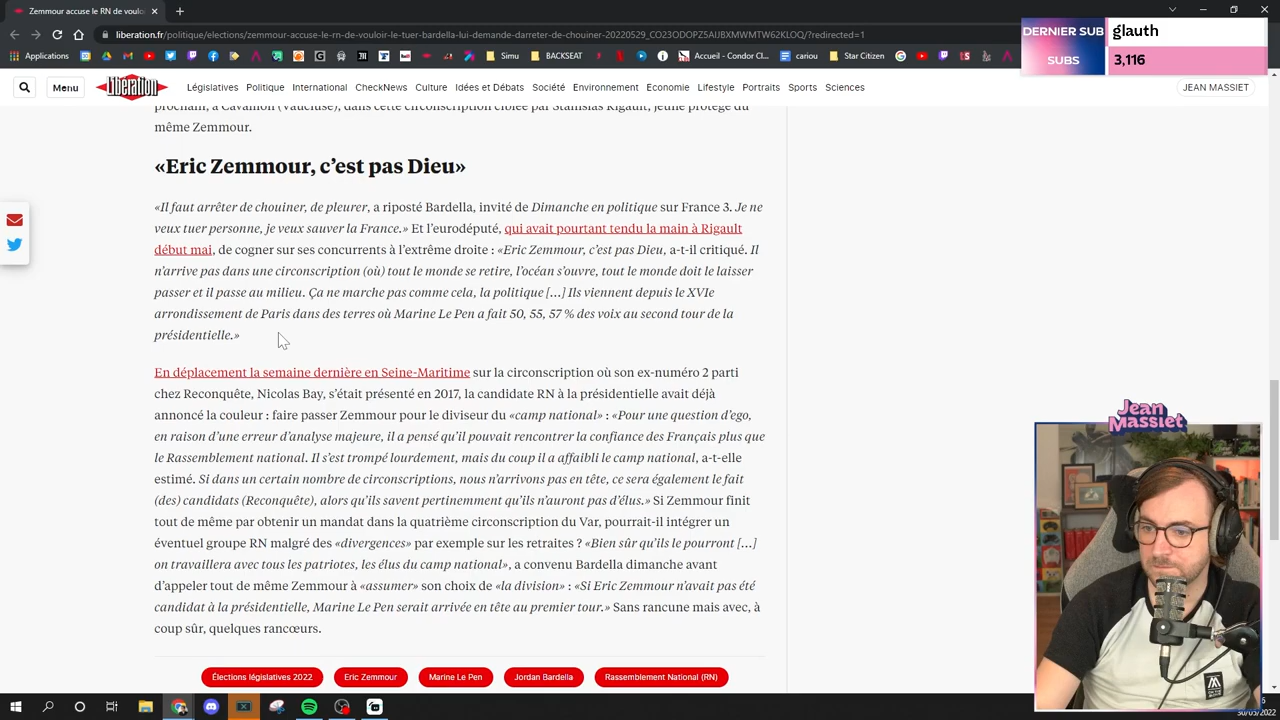 Zemmour accuse le RN de vouloi
liberation.fr/politique/elections/zemmour-accuse-le-rn-de-vouloir-le-tuer-bardella-lui-demande-darreter-de-chouiner-20220529_CO23ODOPZ5AIJBXMWMTW62KLOQ/?redirected=1
DERNIER SUB
glauth
SUBS
3,116
Applications
SUIVI
BACKSEAT
Accueil - Condor Cl...
cariou
Star Citizen
Menu
Libération
Législatives Politique International CheckNews Culture Idées et Débats Société Environnement Economie Lifestyle Portraits Sports Sciences
JEAN MASSIET
prochain, à Cavaillon (Vaucluse), dans cette circonscription ciblée par Stanislas Rigault, jeune protégé du
même Zemmour.
«Eric Zemmour, c’est pas Dieu»
«Il faut arrêter de chouiner, de pleurer, a riposté Bardella, invité de Dimanche en politique sur France 3. Je ne
veux tuer personne, je veux sauver la France.» Et l’eurodéputé, qui avait pourtant tendu la main à Rigault
début mai, de cogner sur ses concurrents à l’extrême droite : «Eric Zemmour, c’est pas Dieu, a-t-il critiqué. Il
n’arrive pas dans une circonscription (où) tout le monde se retire, l’océan s’ouvre, tout le monde doit le laisser
passer et il passe au milieu. Ça ne marche pas comme cela, la politique […] Ils viennent depuis le XVIe
arrondissement de Paris dans des terres où Marine Le Pen a fait 50, 55, 57 % des voix au second tour de la
présidentielle.»
En déplacement la semaine dernière en Seine-Maritime sur la circonscription où son ex-numéro 2 parti
chez Reconquête, Nicolas Bay, s’était présenté en 2017, la candidate RN à la présidentielle avait déjà
annoncé la couleur : faire passer Zemmour pour le diviseur du «camp national» : «Pour une question d’ego,
en raison d’une erreur d’analyse majeure, il a pensé qu’il pouvait rencontrer la confiance des Français plus que
le Rassemblement national. Il s’est trompé lourdement, mais du coup il a affaibli le camp national, a-t-elle
estimé. Si dans un certain nombre de circonscriptions, nous n’arrivons pas en tête, ce sera également le fait
(des) candidats (Reconquête), alors qu’ils savent pertinemment qu’ils n’auront pas d’élus.» Si Zemmour finit
tout de même par obtenir un mandat dans la quatrième circonscription du Var, pourrait-il intégrer un
éventuel groupe RN malgré des «divergences» par exemple sur les retraites ? «Bien sûr qu’ils le pourront […]
on travaillera avec tous les patriotes, les élus du camp national», a convenu Bardella dimanche avant
d’appeler tout de même Zemmour à «assumer» son choix de «la division» : «Si Eric Zemmour n’avait pas été
candidat à la présidentielle, Marine Le Pen serait arrivée en tête au premier tour.» Sans rancune mais avec, à
coup sûr, quelques rancœurs.
Élections législatives 2022 Eric Zemmour Marine Le Pen Jordan Bardella Rassemblement National (RN)
Jean
Massiet
30/05/2022